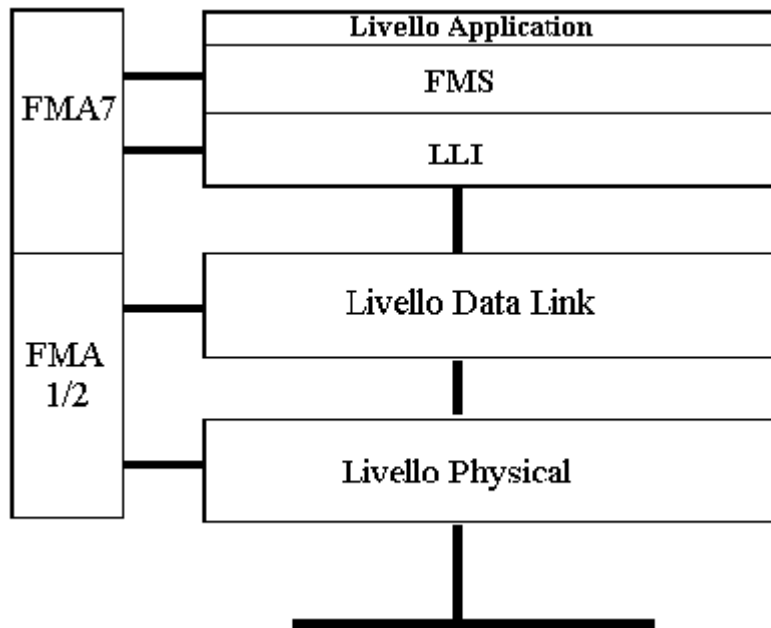 Livello Application
FMS
FMA7
LLI
Livello Data Link
FMA
1/2
Livello Physical